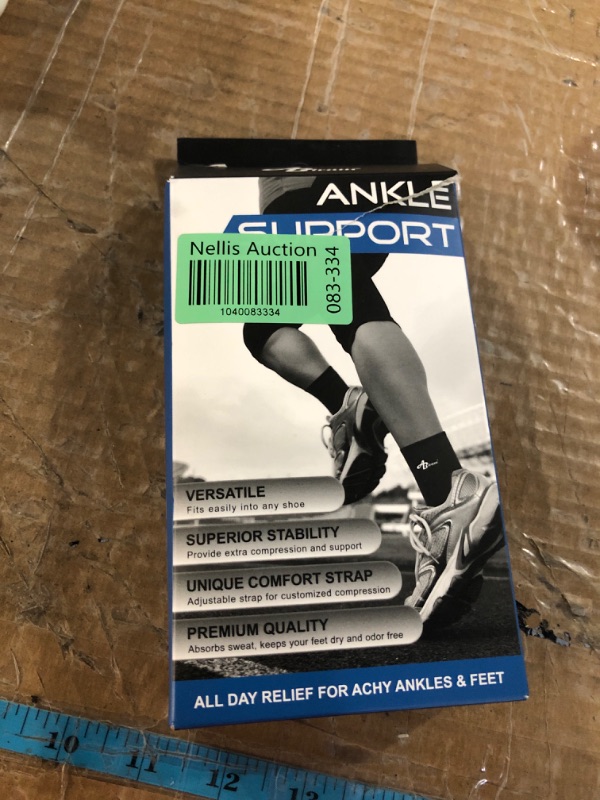 ANKLE
SUPPORT
Nellis Auction
083-334
1040083334
VERSATILE
Fits easily into any shoe
SUPERIOR STABILITY
Provide extra compression and support
UNIQUE COMFORT STRAP
Adjustable strap for customized compression
PREMIUM QUALITY
Absorbs sweat, keeps your feet dry and odor free
ALL DAY RELIEF FOR ACHY ANKLES & FEET
10
11
12